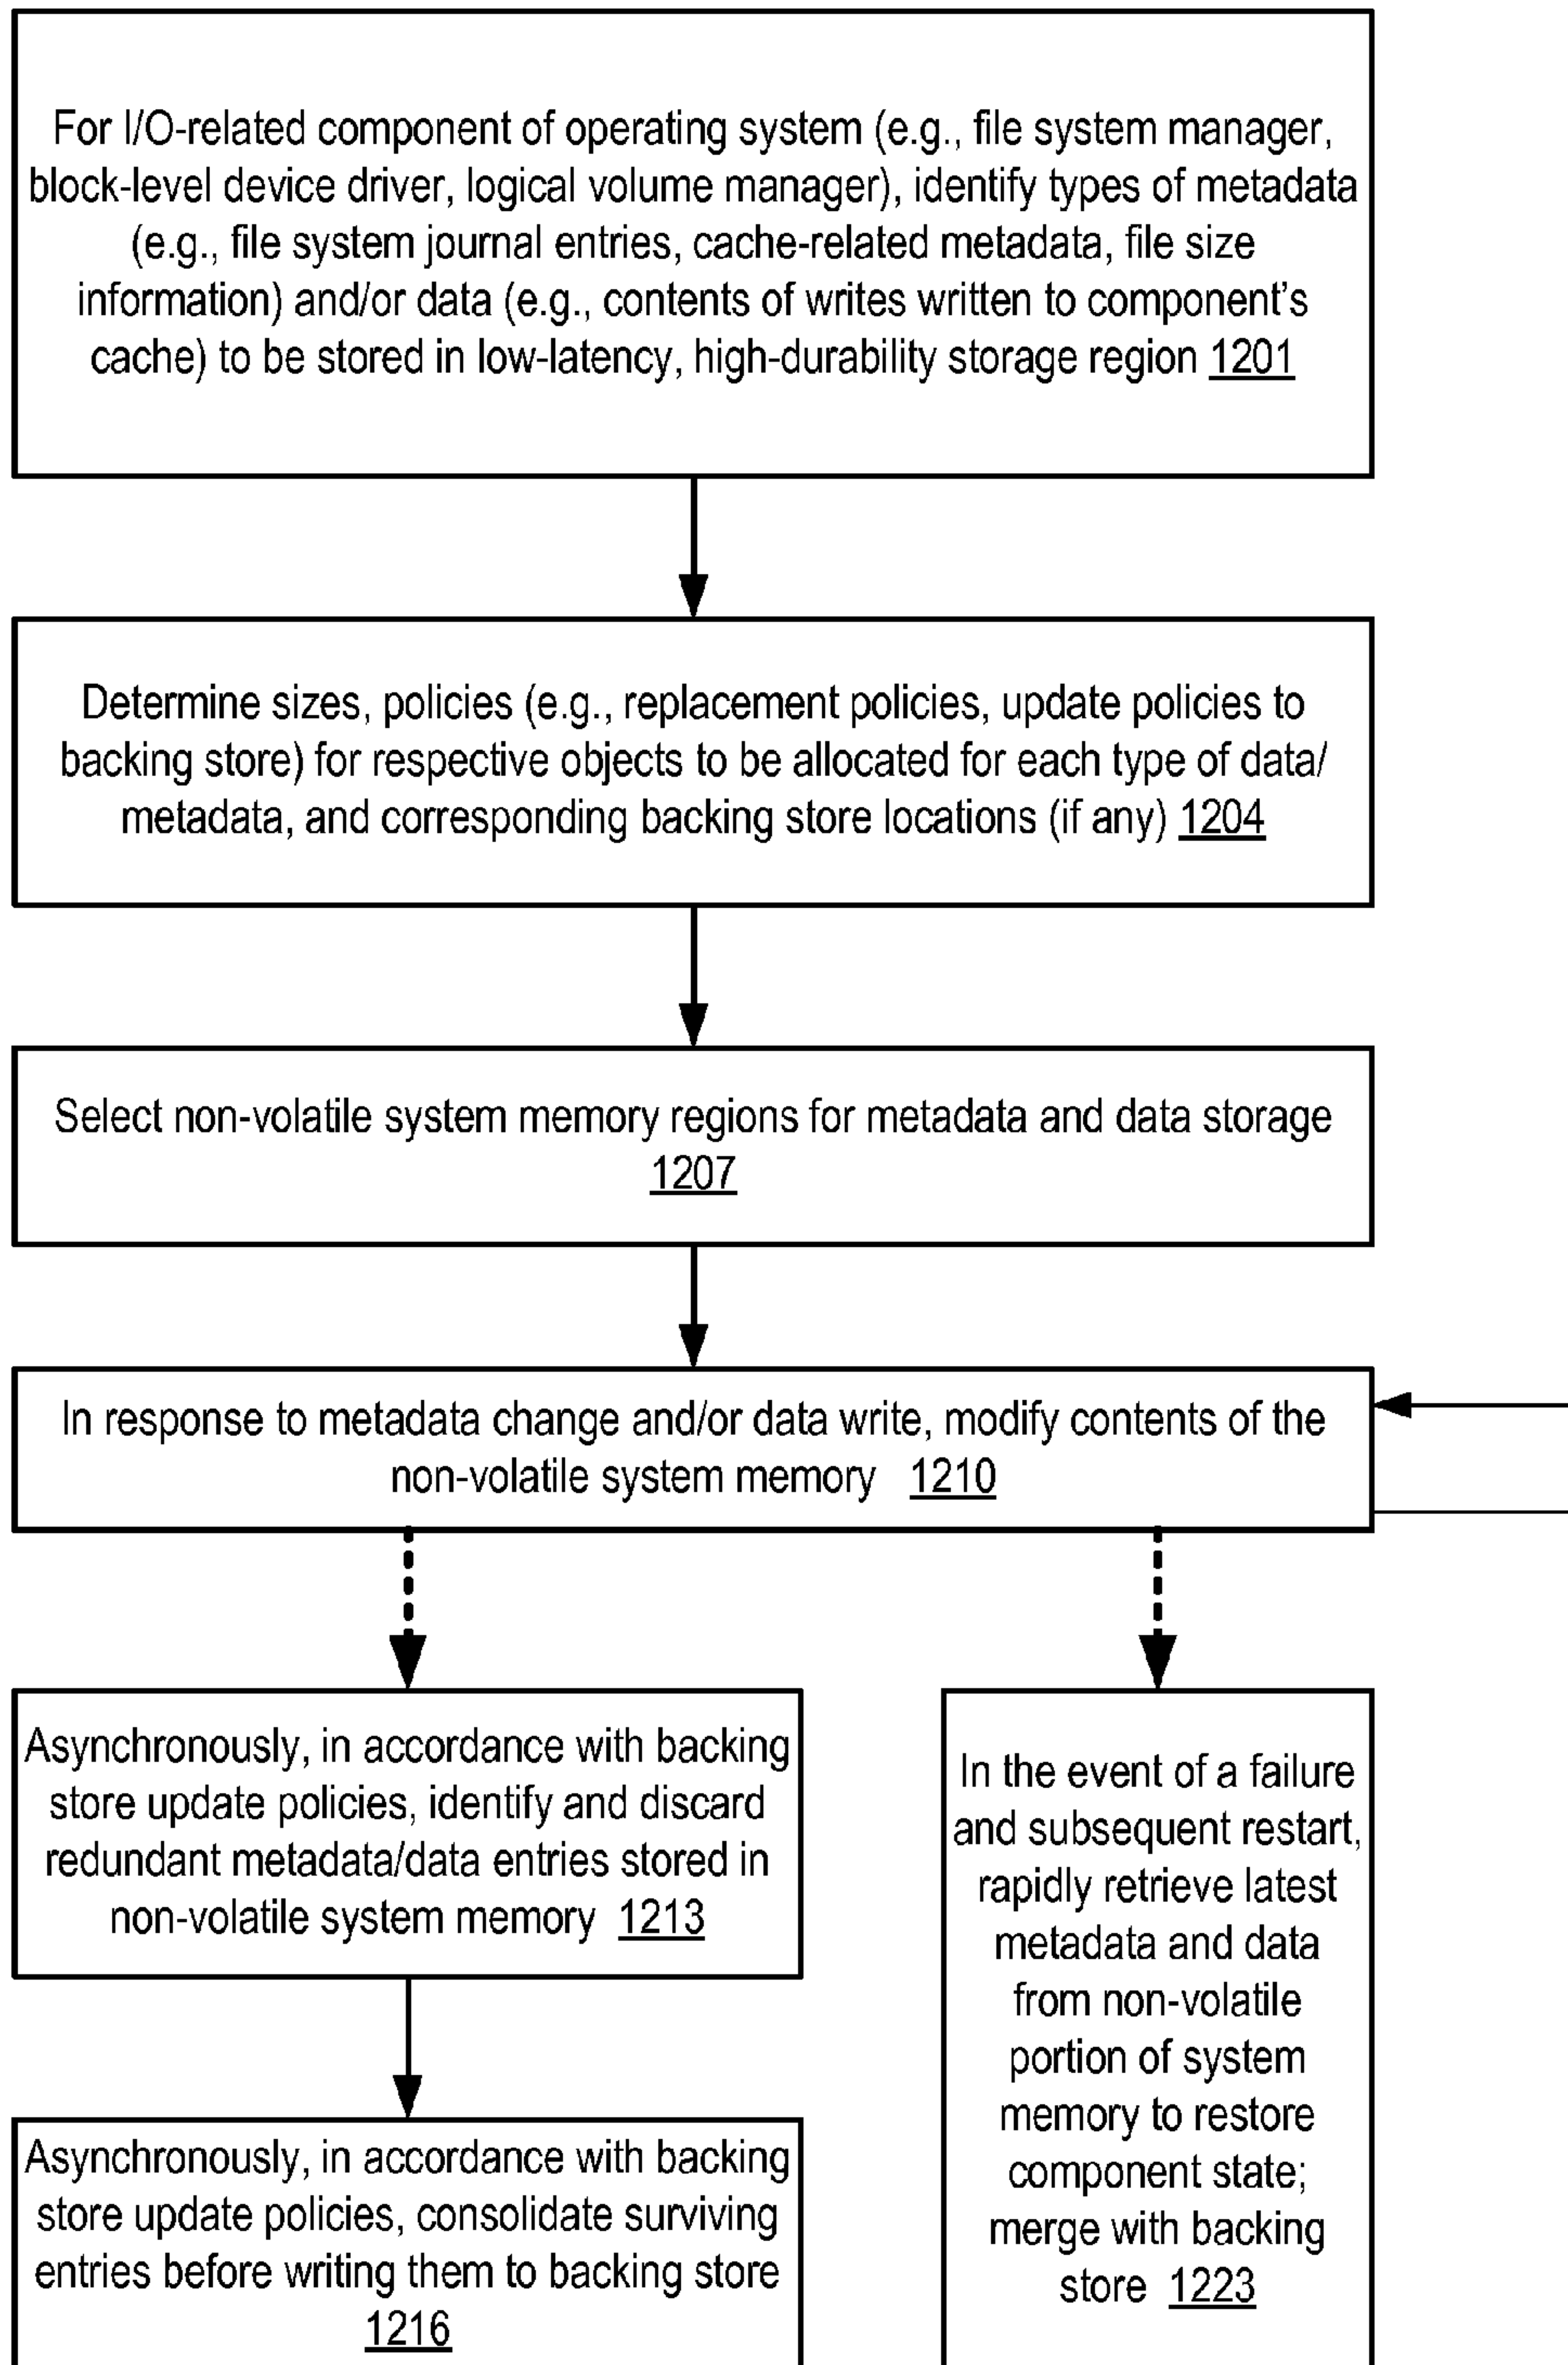 For I/O-related component of operating system (e.g., file system manager,
block-level device driver, logical volume manager), identify types of metadata
(e.g., file system journal entries, cache-related metadata, file size
information) and/or data (e.g., contents of writes written to component's
cache) to be stored in low-latency, high-durability storage region 1201
Determine sizes, policies (e.g., replacement policies, update policies to
backing store) for respective objects to be allocated for each type of data/
metadata, and corresponding backing store locations (if any) 1204
Select non-volatile system memory regions for metadata and data storage
1207
In response to metadata change and/or data write, modify contents of the
non-volatile system memory 1210
Asynchronously, in accordance with backing
store update policies, identify and discard
redundant metadata/data entries stored in
non-volatile system memory 1213
Asynchronously, in accordance with backing
store update policies, consolidate surviving
entries before writing them to backing store
1216
In the event of a failure
and subsequent restart,
rapidly retrieve latest
metadata and data
from non-volatile
portion of system
memory to restore
component state;
merge with backing
store 1223